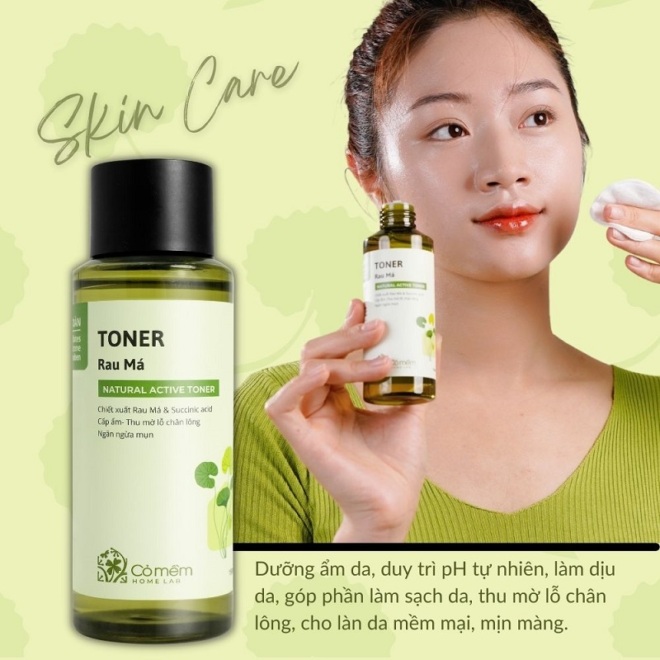 Skin Care
TONER
Rau Má
NATURAL ACTIVE TONER
Chiết xuất Rau Má & Succinic acid
Cấp ẩm- Thu mờ lỗ chân lông
Ngăn ngừa mụn
Cỏ mềm
HOME LAB
TONER
Rau Má
NATURAL ACTIVE TONER
Cỏ mềm
Dưỡng ẩm da, duy trì pH tự nhiên, làm dịu
da, góp phần làm sạch da, thu mờ lỗ chân
lông, cho làn da mềm mại, mịn màng.